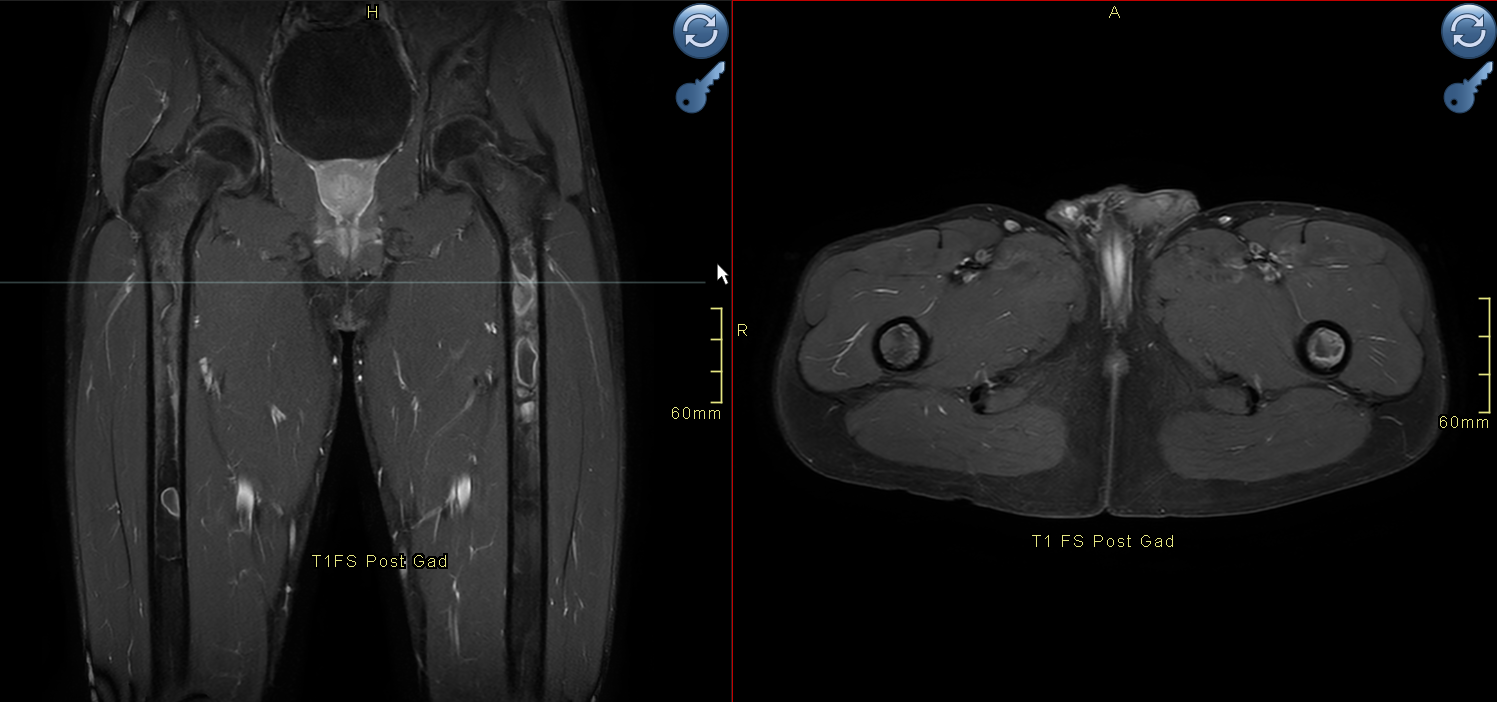 H
60mm
T1FS Post Gad
A
R
60mm
T1 FS Post Gad